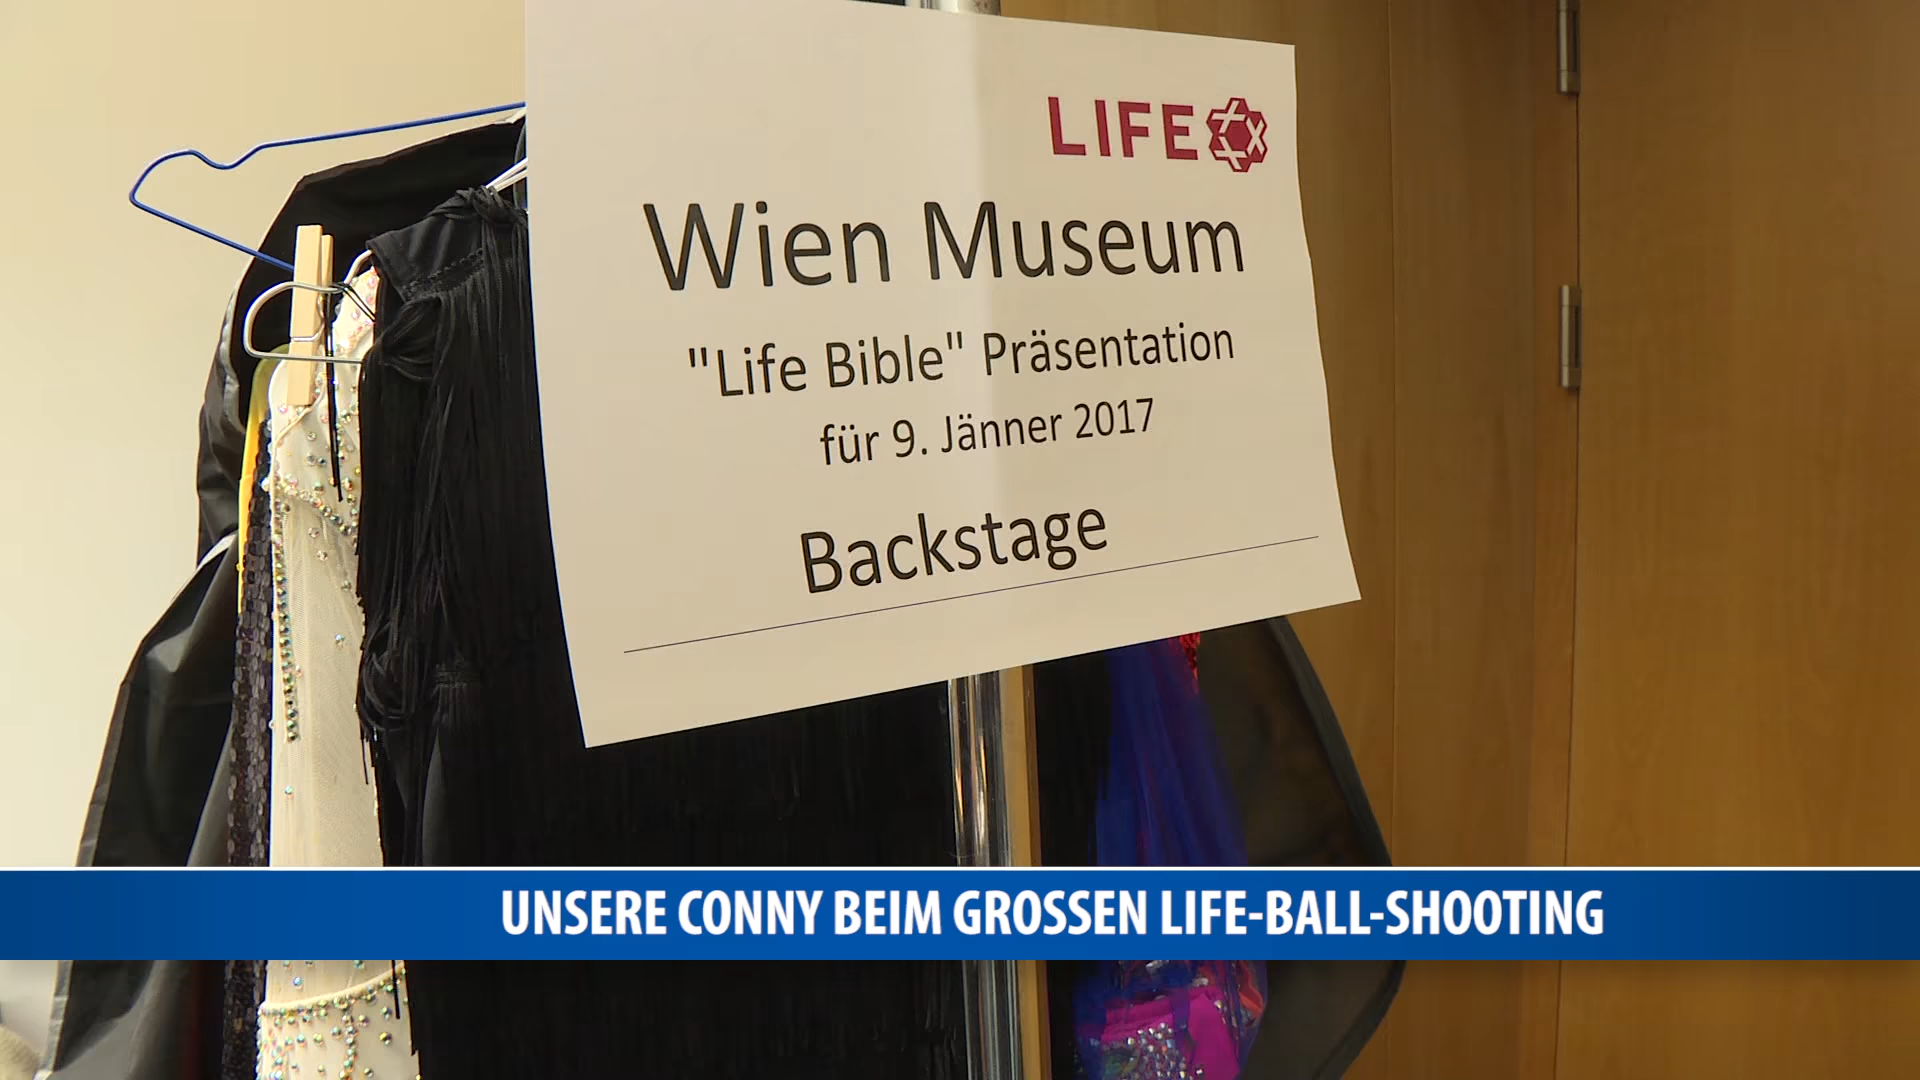 LIFE
Wien Museum
"Life Bible" Präsentation
für 9. Jänner 2017
Backstage
UNSERE CONNY BEIM GROSSEN LIFE-BALL-SHOOTING